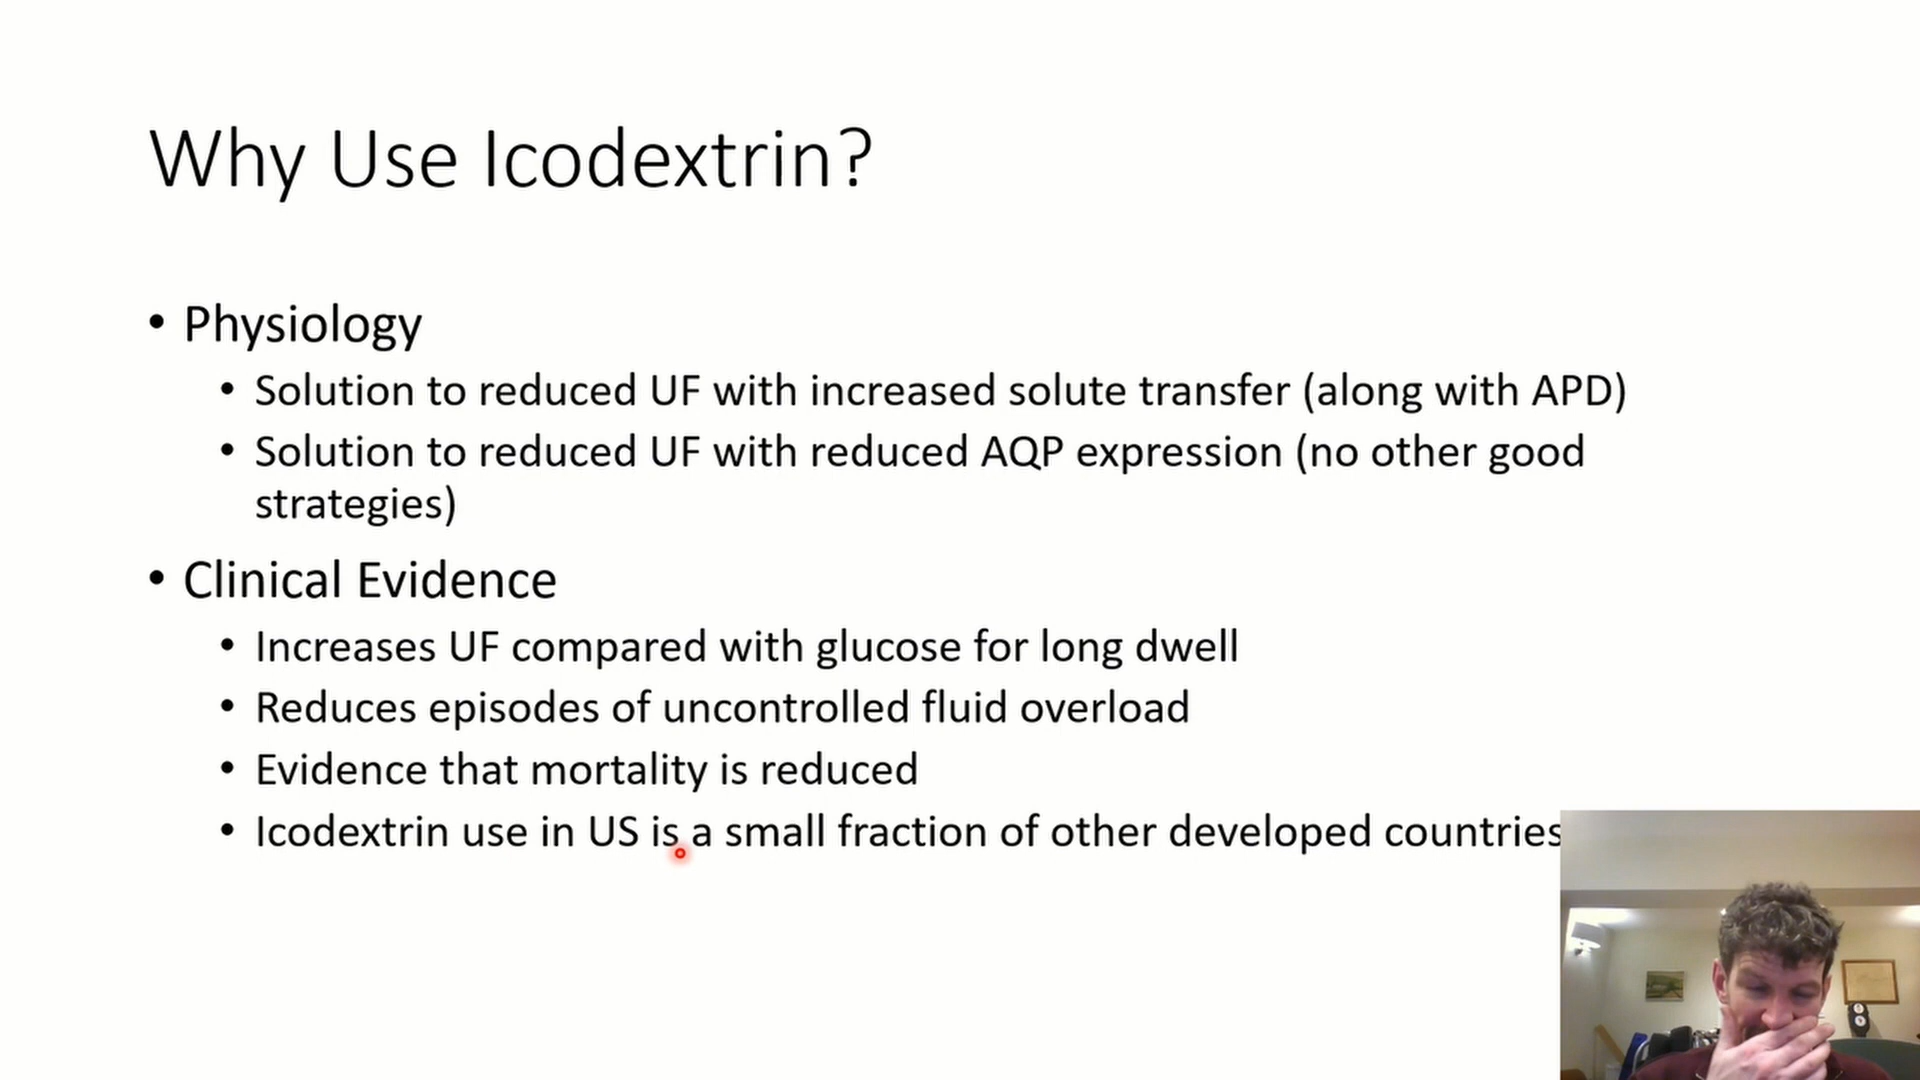 Why Use Icodextrin?
• Physiology
• Solution to reduced UF with increased solute transfer (along with APD)
• Solution to reduced UF with reduced AQP expression (no other good
strategies)
• Clinical Evidence
• Increases UF compared with glucose for long dwell
• Reduces episodes of uncontrolled fluid overload
• Evidence that mortality is reduced
• Icodextrin use in US is a small fraction of other developed countries